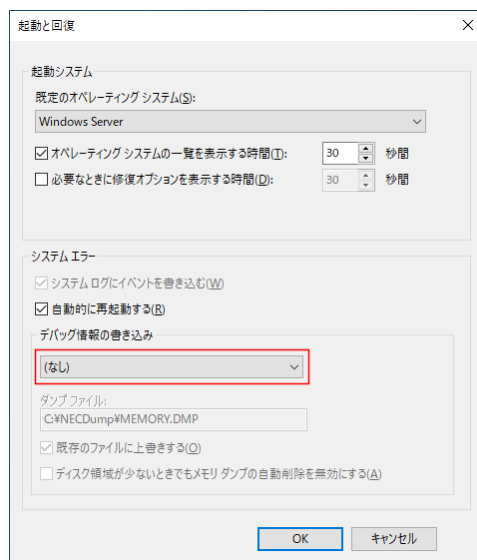 起動と回復
起動システム
既定のオペレーティング システム(S):
Windows Server
オペレーティング システムの一覧を表示する時間(T): 30 秒間
必要なときに修復オプションを表示する時間(D): 30 秒間
システム エラー
システム ログにイベントを書き込む(W)
自動的に再起動する(R)
デバッグ情報の書き込み
(なし)
ダンプ ファイル:
C:¥NECDump¥MEMORY.DMP
既存のファイルに上書きする(O)
ディスク領域が少ないときでもメモリ ダンプの自動削除を無効にする(A)
OK キャンセル